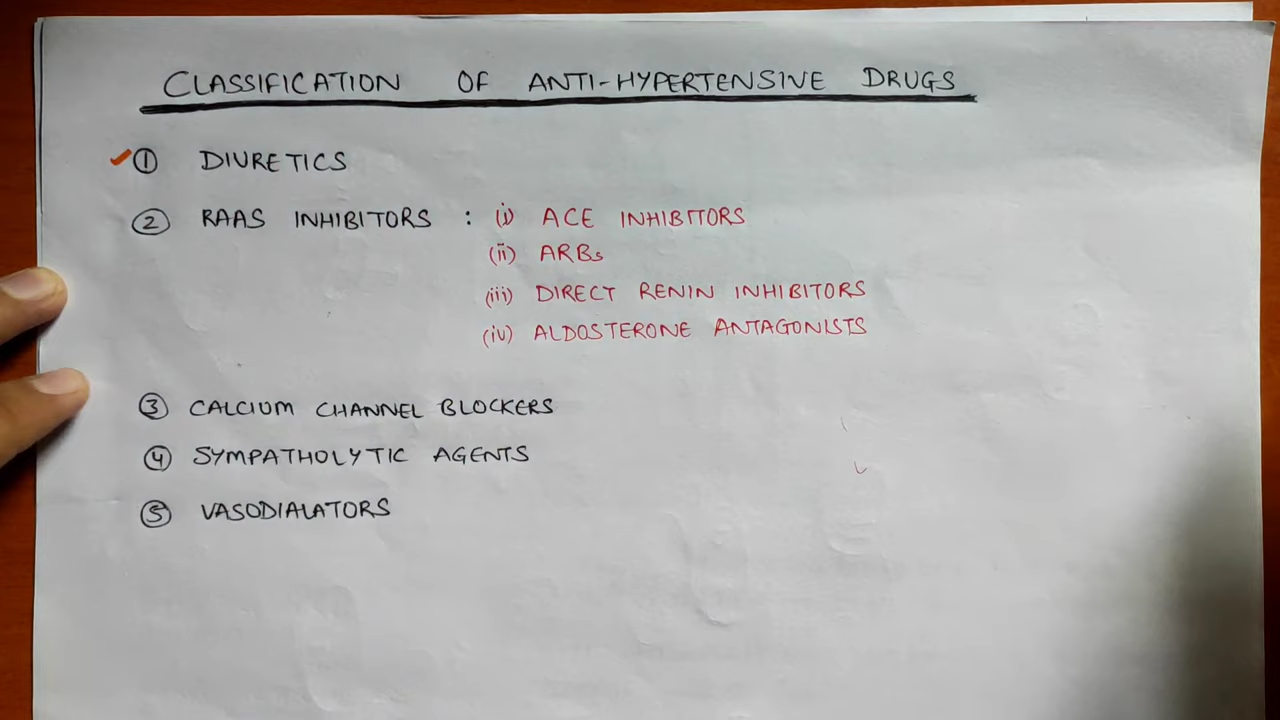 CLASSIFICATION OF ANTI-HYPERTENSIVE DRUGS
① DIURETICS
② RAAS INHIBITORS : (i) ACE INHIBITORS
(ii) ARBs
(iii) DIRECT RENIN INHIBITORS
(iv) ALDOSTERONE ANTAGONISTS
③ CALCIUM CHANNEL BLOCKERS
④ SYMPATHOLYTIC AGENTS
⑤ VASODIALATORS